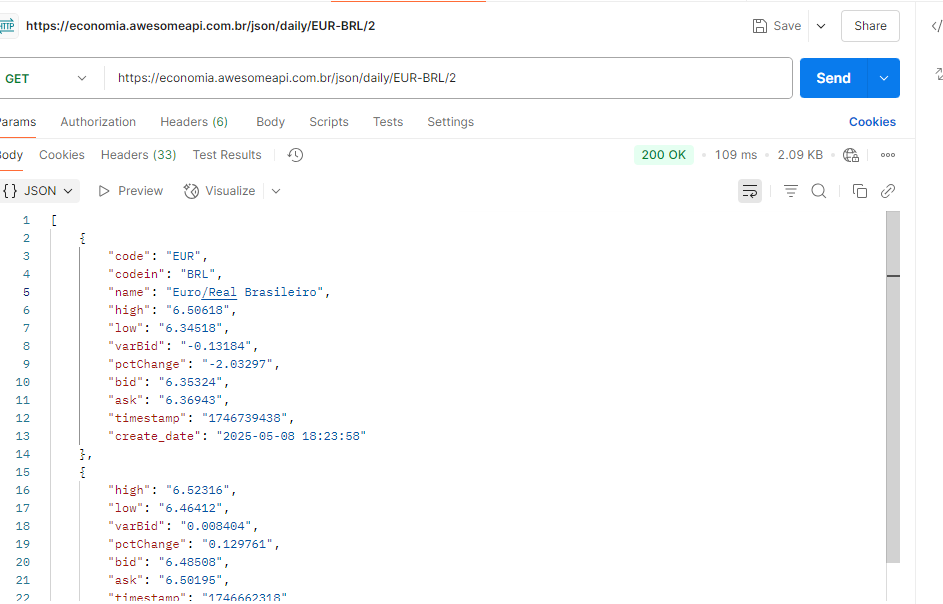 HTTP https://economia.awesomeapi.com.br/json/daily/EUR-BRL/2 Save Share
GET https://economia.awesomeapi.com.br/json/daily/EUR-BRL/2 Send
Params Authorization Headers (6) Body Scripts Tests Settings Cookies
Body Cookies Headers (33) Test Results 200 OK 109 ms 2.09 KB
{} JSON Preview Visualize
1 [
2 {
3 "code": "EUR",
4 "codein": "BRL",
5 "name": "Euro/Real Brasileiro",
6 "high": "6.50618",
7 "low": "6.34518",
8 "varBid": "-0.13184",
9 "pctChange": "-2.03297",
10 "bid": "6.35324",
11 "ask": "6.36943",
12 "timestamp": "1746739438",
13 "create_date": "2025-05-08 18:23:58"
14 },
15 {
16 "high": "6.52316",
17 "low": "6.46412",
18 "varBid": "0.008404",
19 "pctChange": "0.129761",
20 "bid": "6.48508",
21 "ask": "6.50195",
22 "timestamp": "1746662318"